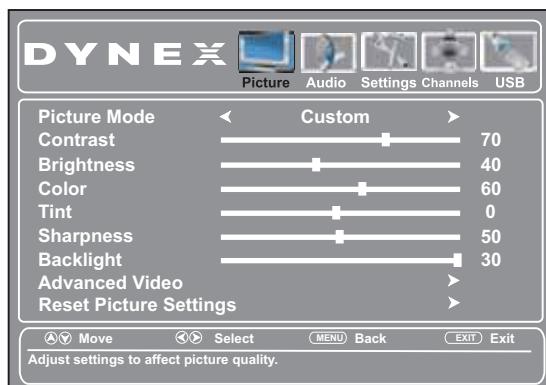 DYNEX
Picture Audio Settings Channels USB
Picture Mode Custom
Contrast 70
Brightness 40
Color 60
Tint 0
Sharpness 50
Backlight 30
Advanced Video
Reset Picture Settings
Move Select MENU Back EXIT Exit
Adjust settings to affect picture quality.